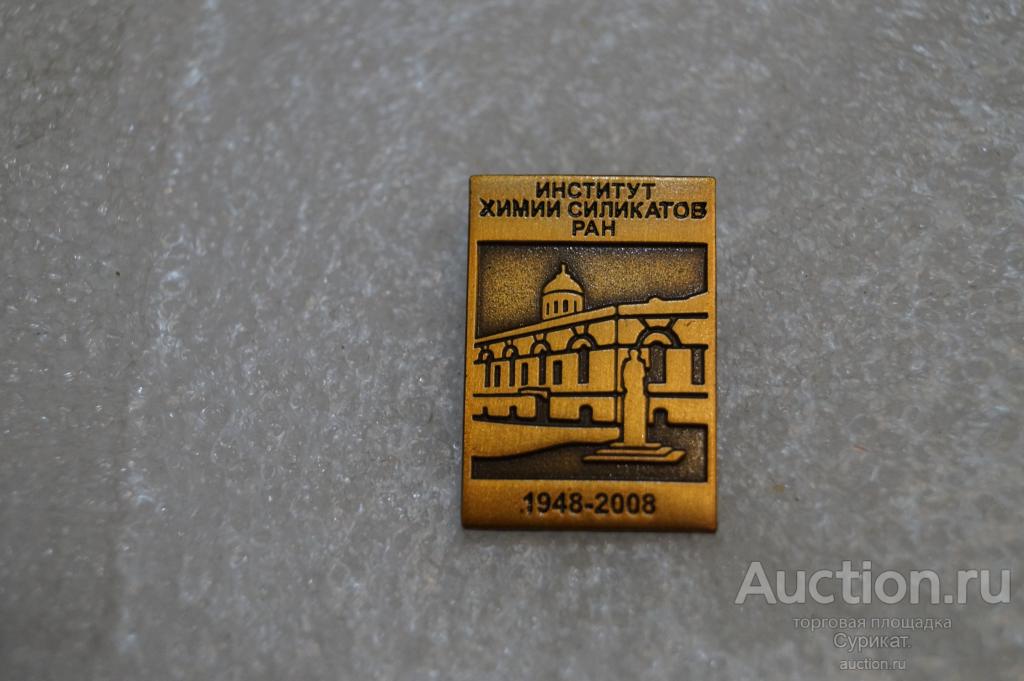 ИНСТИТУТ
ХИМИИ СИЛИКАТОВ
РАН
1948-2008
Auction.ru
торговая площадка
Сурикат.
auction.ru